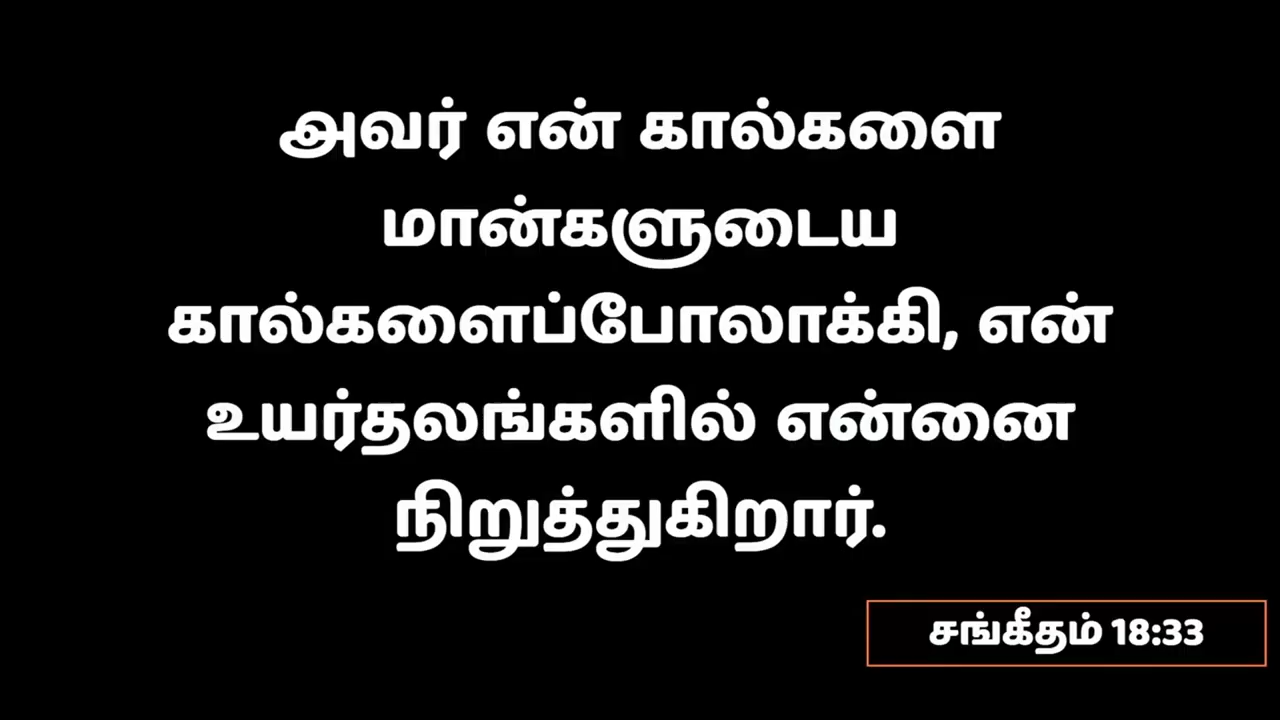 அவர் என் கால்களை
மான்களுடைய
கால்களைப்போலாக்கி, என்
உயர்தலங்களில் என்னை
நிறுத்துகிறார்.
சங்கீதம் 18:33